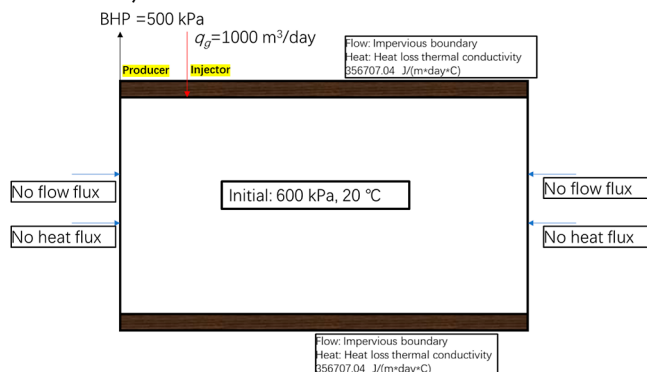 BHP =500 kPa
q_g=1000 m³/day
Flow: Impervious boundary
Heat: Heat loss thermal conductivity
356707.04 J/(m*day*C)
Producer Injector
No flow flux
Initial: 600 kPa, 20 ℃
No flow flux
No heat flux
No heat flux
Flow: Impervious boundary
Heat: Heat loss thermal conductivity
356707.04 J/(m*day*C)